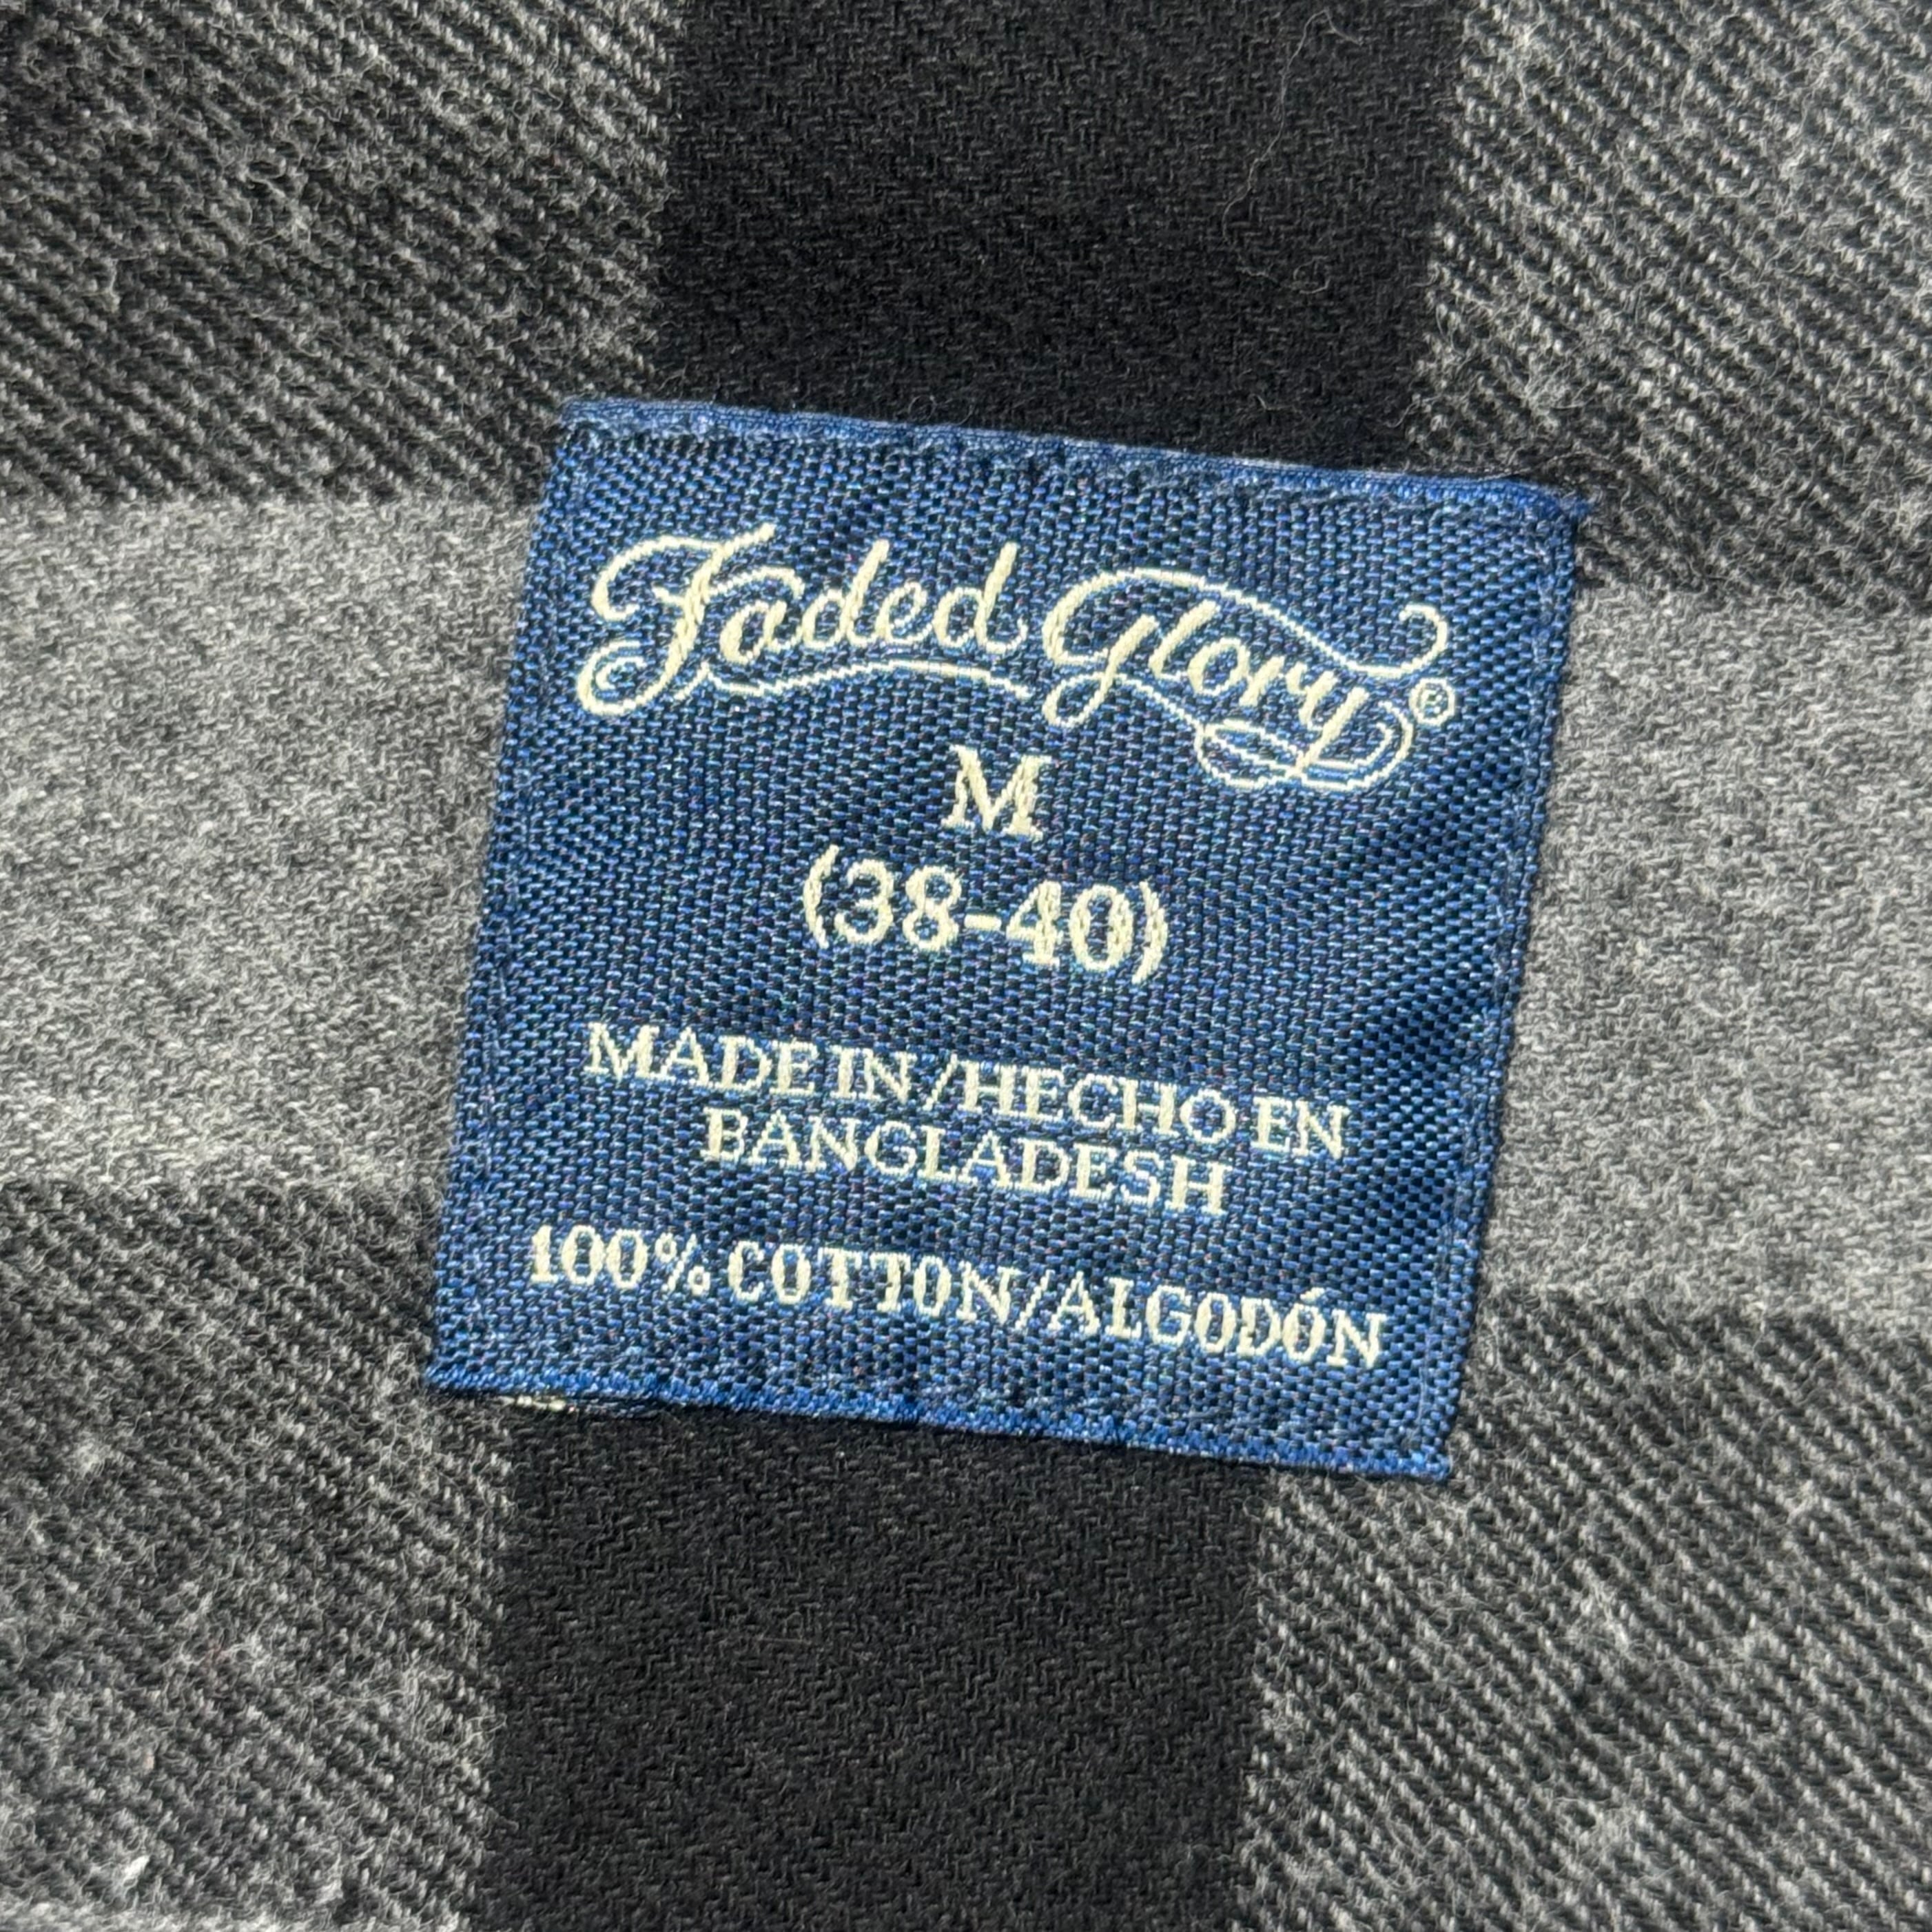 Faded Glory®
M
(38-40)
MADE IN/HECHO EN
BANGLADESH
100% COTTON/ALGODÓN